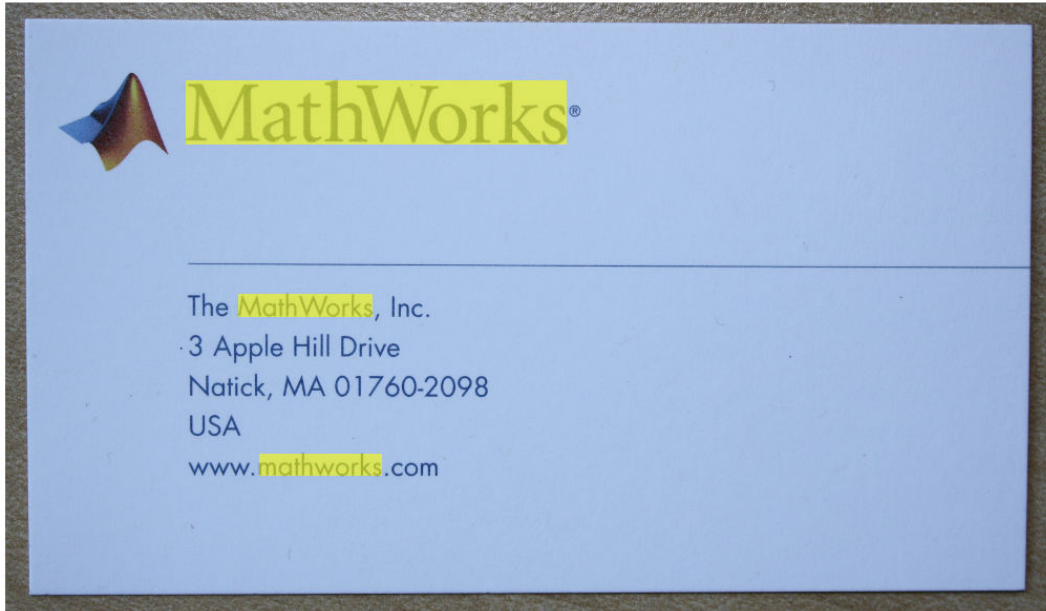 MathWorks®
The MathWorks, Inc.
3 Apple Hill Drive
Natick, MA 01760-2098
USA
www.mathworks.com